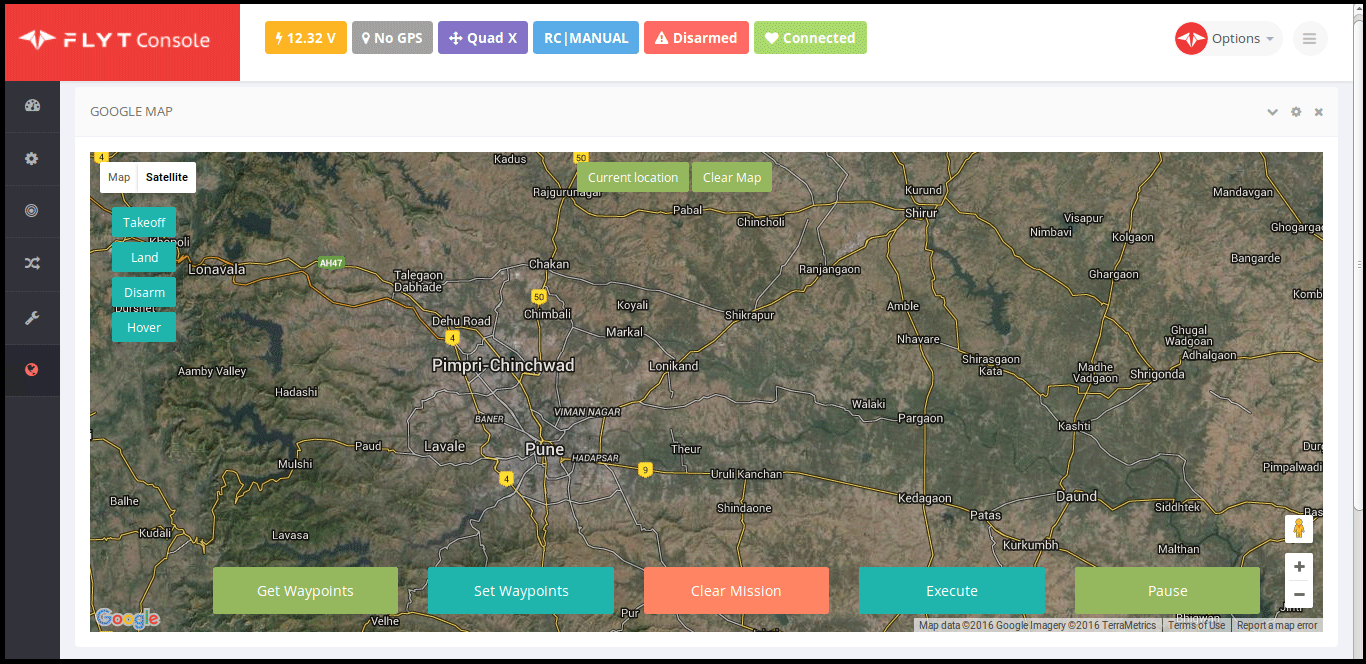 FLYT Console
12.32 V
No GPS
Quad X
RC|MANUAL
Disarmed
Connected
Options
GOOGLE MAP
4
Kadus
50
Map Satellite
Current location
Clear Map
Rajgurunagar
Kurund
Mandavgan
Pabal
Shirur
Chincholi
Visapur
Takeoff
Nimbavi
Kolgaon
Khopoli
Land
Lonavala
AH47
Talegaon
Dabhade
Chakan
Ranjangaon
Ghargaon
Bangarde
Disarm
50
Chimbali
Koyali
Shikrapur
Amble
Komb
Hover
Dehu Road
Markal
4
Nhavare
Ghugal
Wadgoan
Adhalgaon
Pimpri-Chinchwad
Lonikand
Shirasgaon
Kata
Madhe
Vadgaon
Shrigonda
Aamby Valley
Hadashi
Walaki
BANER
VIMAN NAGAR
Pargaon
Kashti
Paud
Lavale
Pune
HADAPSAR
Theur
Mulshi
9
Uruli Kanchan
Pimpalwadi
4
Balhe
Shindaone
Kedagaon
Daund
Siddhtek
Patas
Kudali
Lavasa
Kurkumbh
Malthan
Get Waypoints
Set Waypoints
Clear Mission
Execute
Pause
Google
Velhe
Pur
Map data ©2016 Google Imagery ©2016 TerraMetrics
Terms of Use
Report a map error